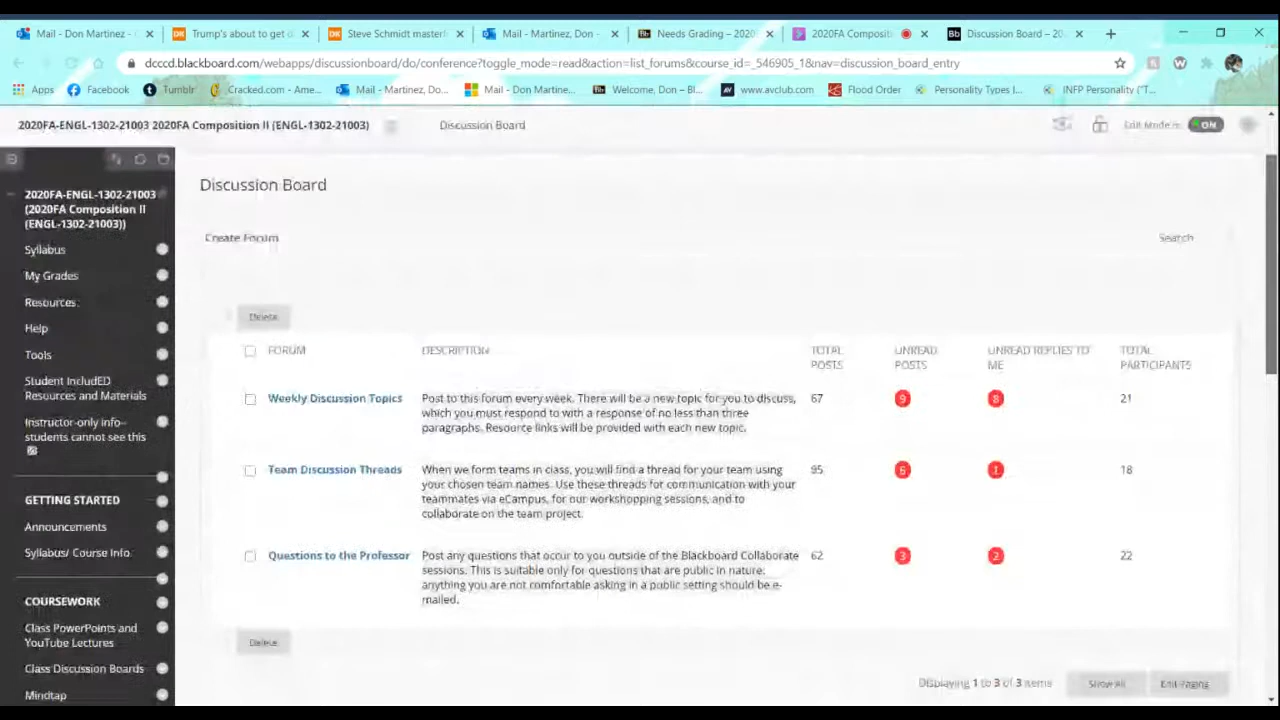 Mail - Don Martinez -
Trump's about to get d
Steve Schmidt masterf
Mail - Martinez, Don -
Needs Grading – 2020
2020FA Composit
Discussion Board – 20
dcccd.blackboard.com/webapps/discussionboard/do/conference?toggle_mode=read&action=list_forums&course_id=_546905_1&nav=discussion_board_entry
Apps
Facebook
Tumblr
Cracked.com - Ame...
Mail - Martinez, Do...
Mail - Don Martine...
Welcome, Don – Bl...
www.avclub.com
Flood Order
Personality Types |...
INFP Personality ("T...
2020FA-ENGL-1302-21003 2020FA Composition II (ENGL-1302-21003)
Discussion Board
Edit Mode is: ON
2020FA-ENGL-1302-21003
(2020FA Composition II
(ENGL-1302-21003))
Syllabus
My Grades
Resources
Help
Tools
Student IncludED
Resources and Materials
Instructor-only info--
students cannot see this
GETTING STARTED
Announcements
Syllabus/ Course Info
COURSEWORK
Class PowerPoints and
YouTube Lectures
Class Discussion Boards
Mindtap
Discussion Board
Create Forum
Search
Delete
FORUM
DESCRIPTION
TOTAL
POSTS
UNREAD
POSTS
UNREAD REPLIES TO
ME
TOTAL
PARTICIPANTS
Weekly Discussion Topics
Post to this forum every week. There will be a new topic for you to discuss,
which you must respond to with a response of no less than three
paragraphs. Resource links will be provided with each new topic.
67
9
8
21
Team Discussion Threads
When we form teams in class, you will find a thread for your team using
your chosen team names. Use these threads for communication with your
teammates via eCampus, for our workshopping sessions, and to
collaborate on the team project.
95
6
1
18
Questions to the Professor
Post any questions that occur to you outside of the Blackboard Collaborate
sessions. This is suitable only for questions that are public in nature;
anything you are not comfortable asking in a public setting should be e-
mailed.
62
3
2
22
Delete
Displaying 1 to 3 of 3 items
Show All
Edit Paging